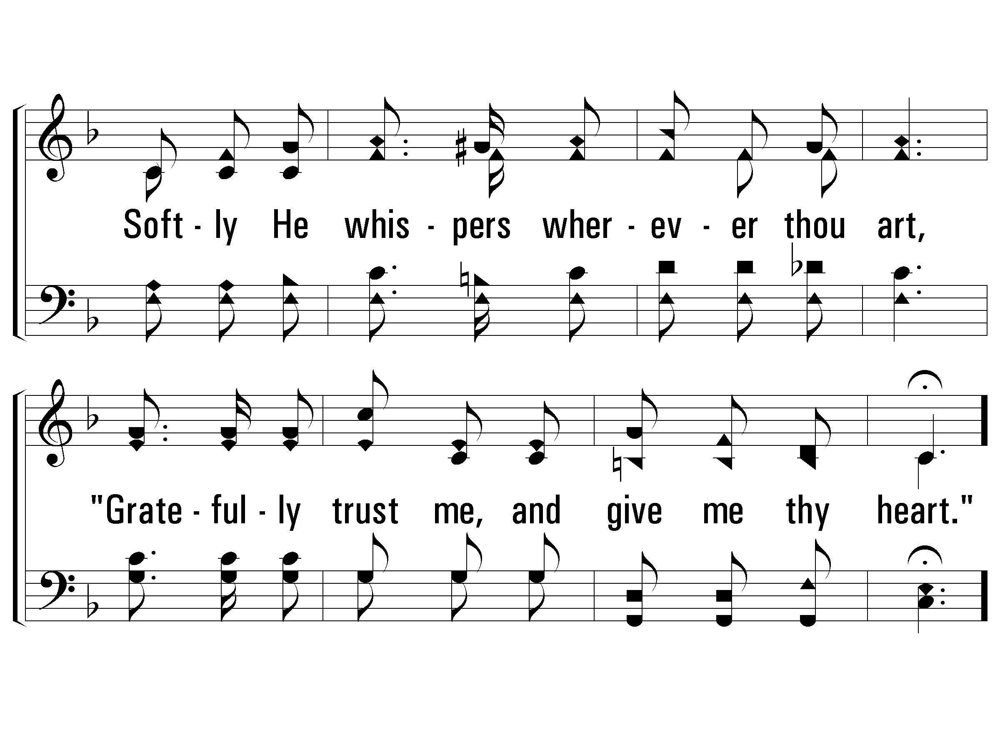 Soft - ly He whis - pers wher - ev - er thou art,
"Grate - ful - ly trust me, and give me thy heart."